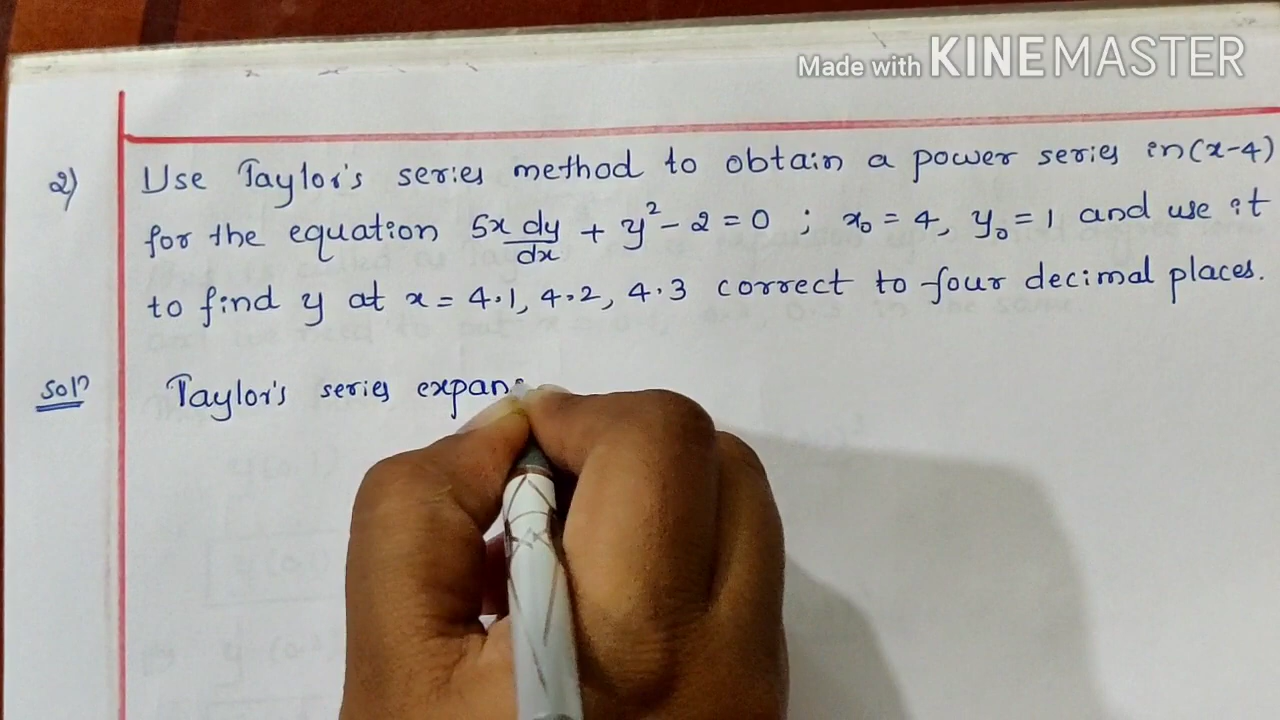 Made with KINEMASTER
2) Use Taylor's series method to obtain a power series in (x-4)
for the equation 5x dy/dx + y² - 2 = 0 ; x₀ = 4, y₀ = 1 and use it
to find y at x = 4.1, 4.2, 4.3 correct to four decimal places.
Solⁿ Taylor's series expan